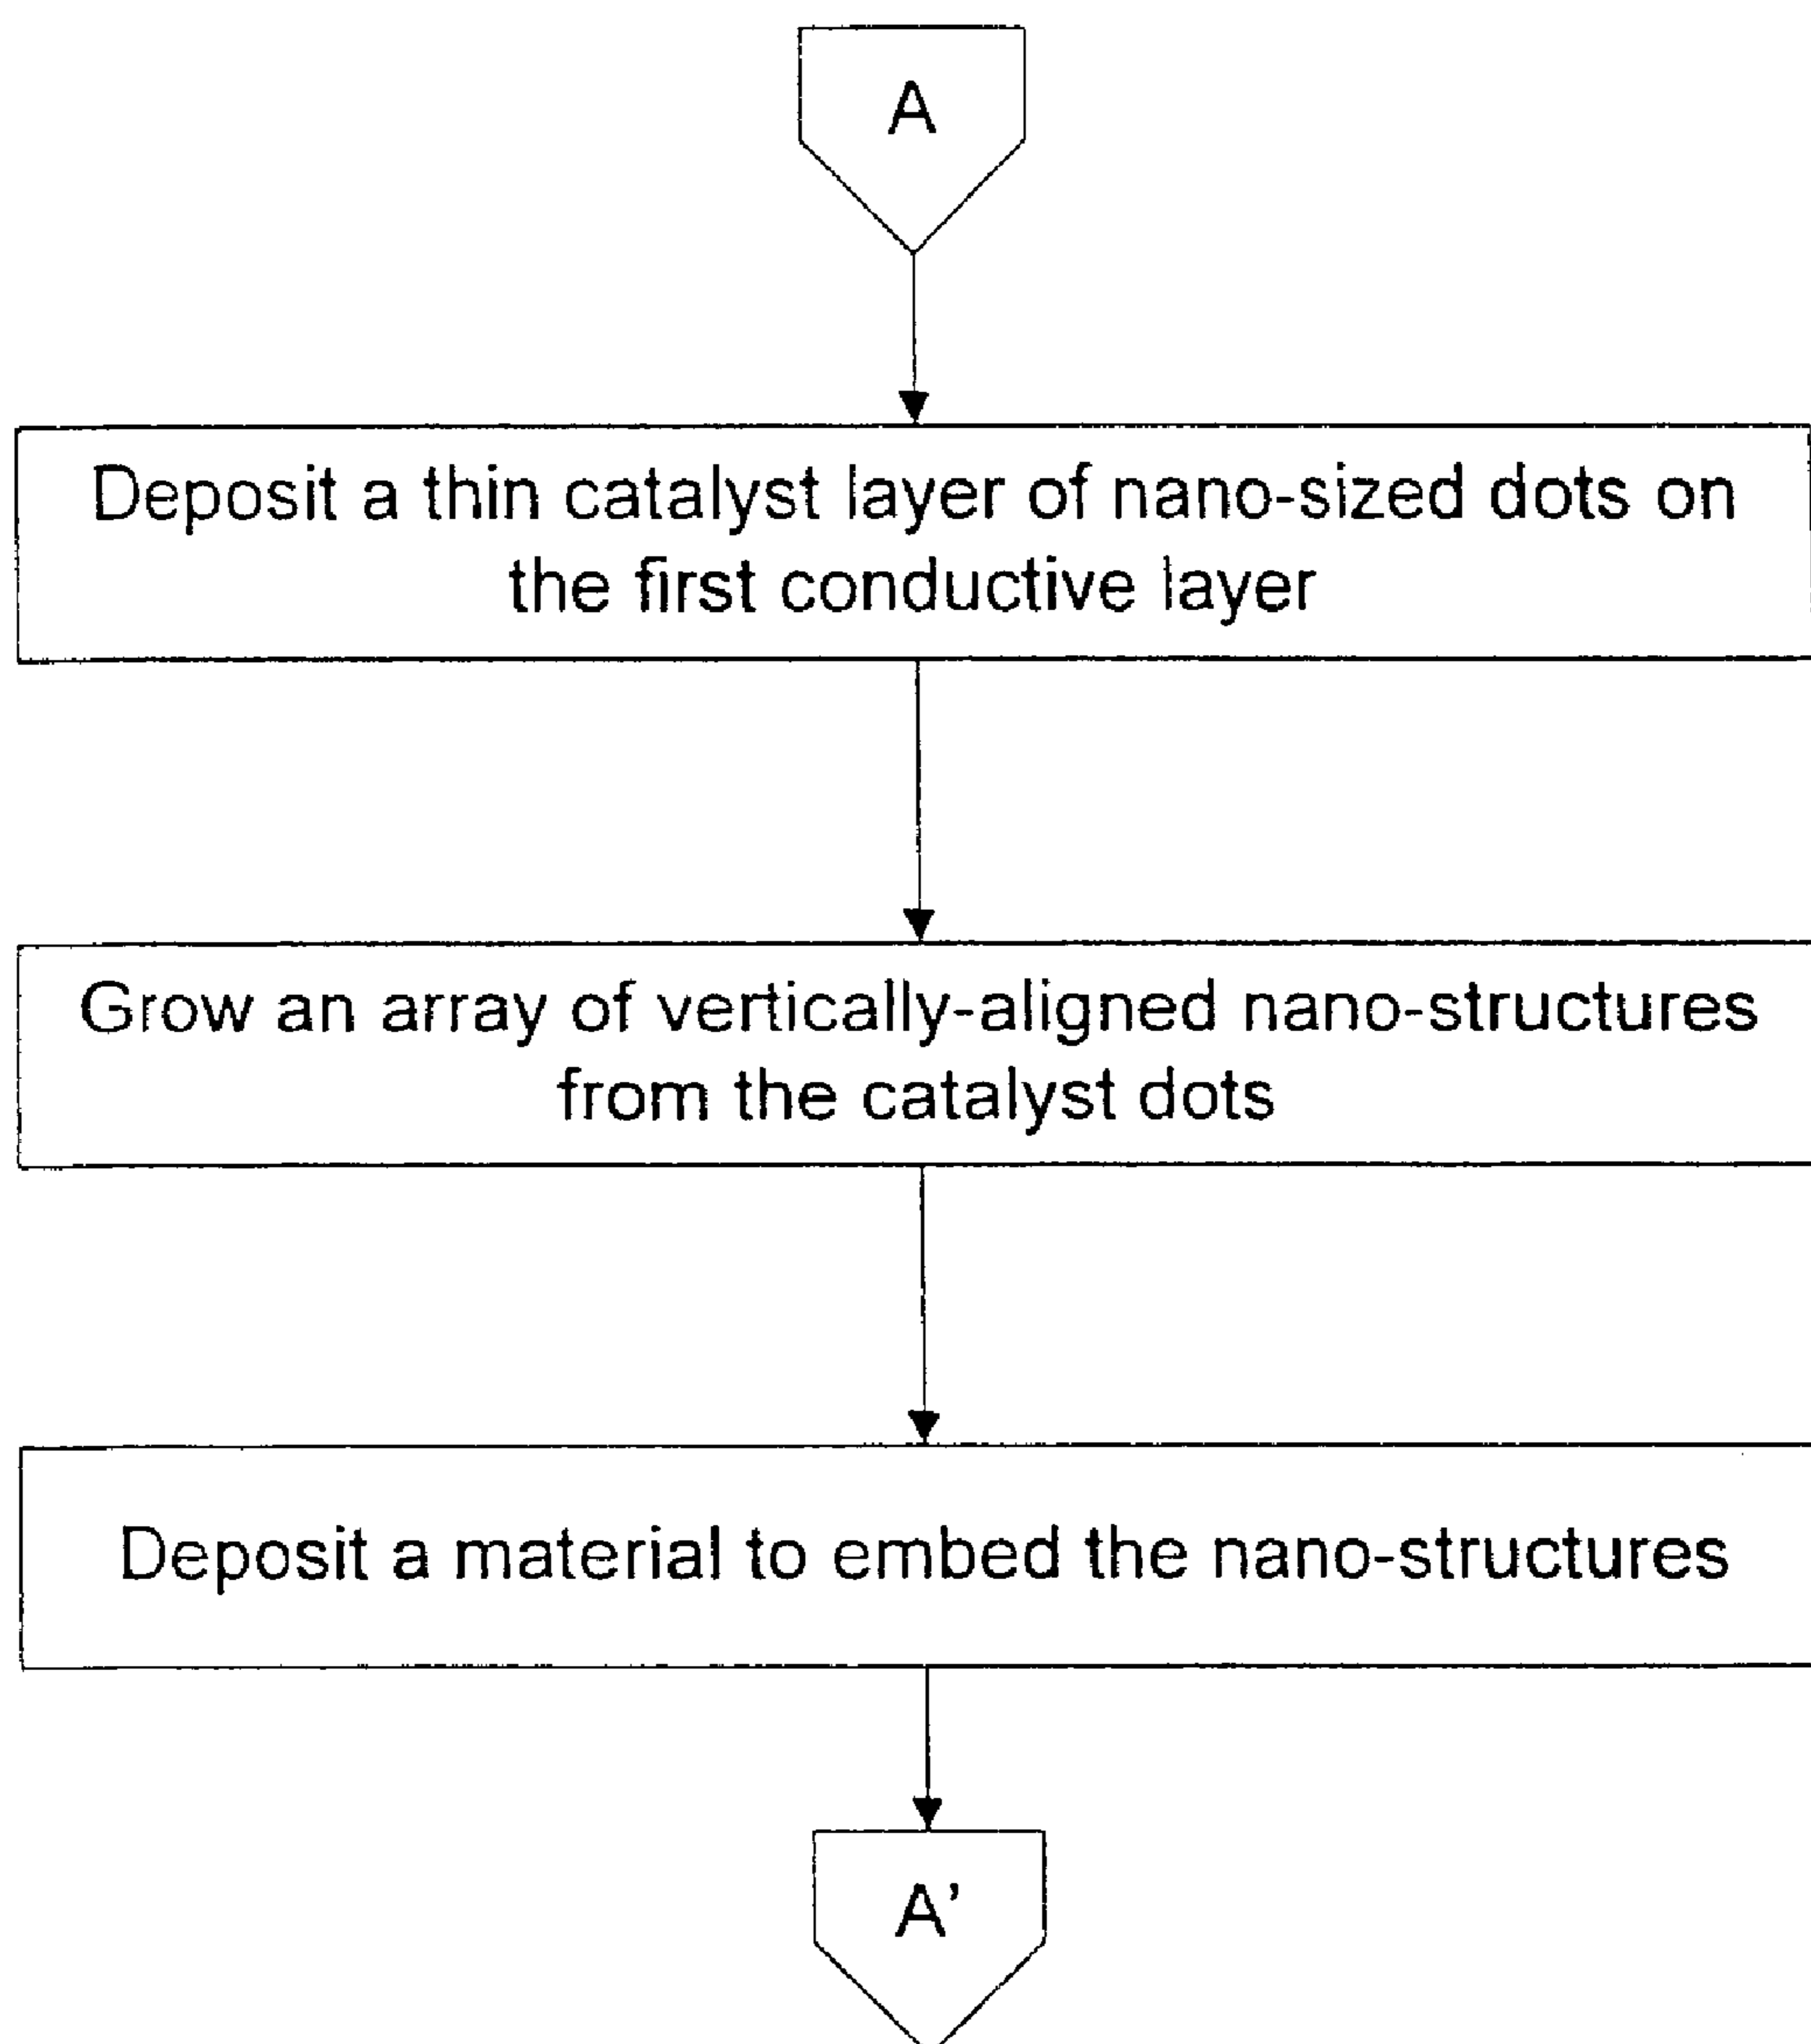 A
Deposit a thin catalyst layer of nano-sized dots on
the first conductive layer
Grow an array of vertically-aligned nano-structures
from the catalyst dots
Deposit a material to embed the nano-structures
A'